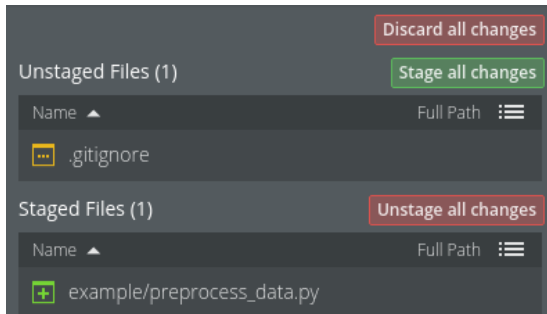 Discard all changes
Unstaged Files (1) Stage all changes
Name Full Path
.gitignore
Staged Files (1) Unstage all changes
Name Full Path
example/preprocess_data.py